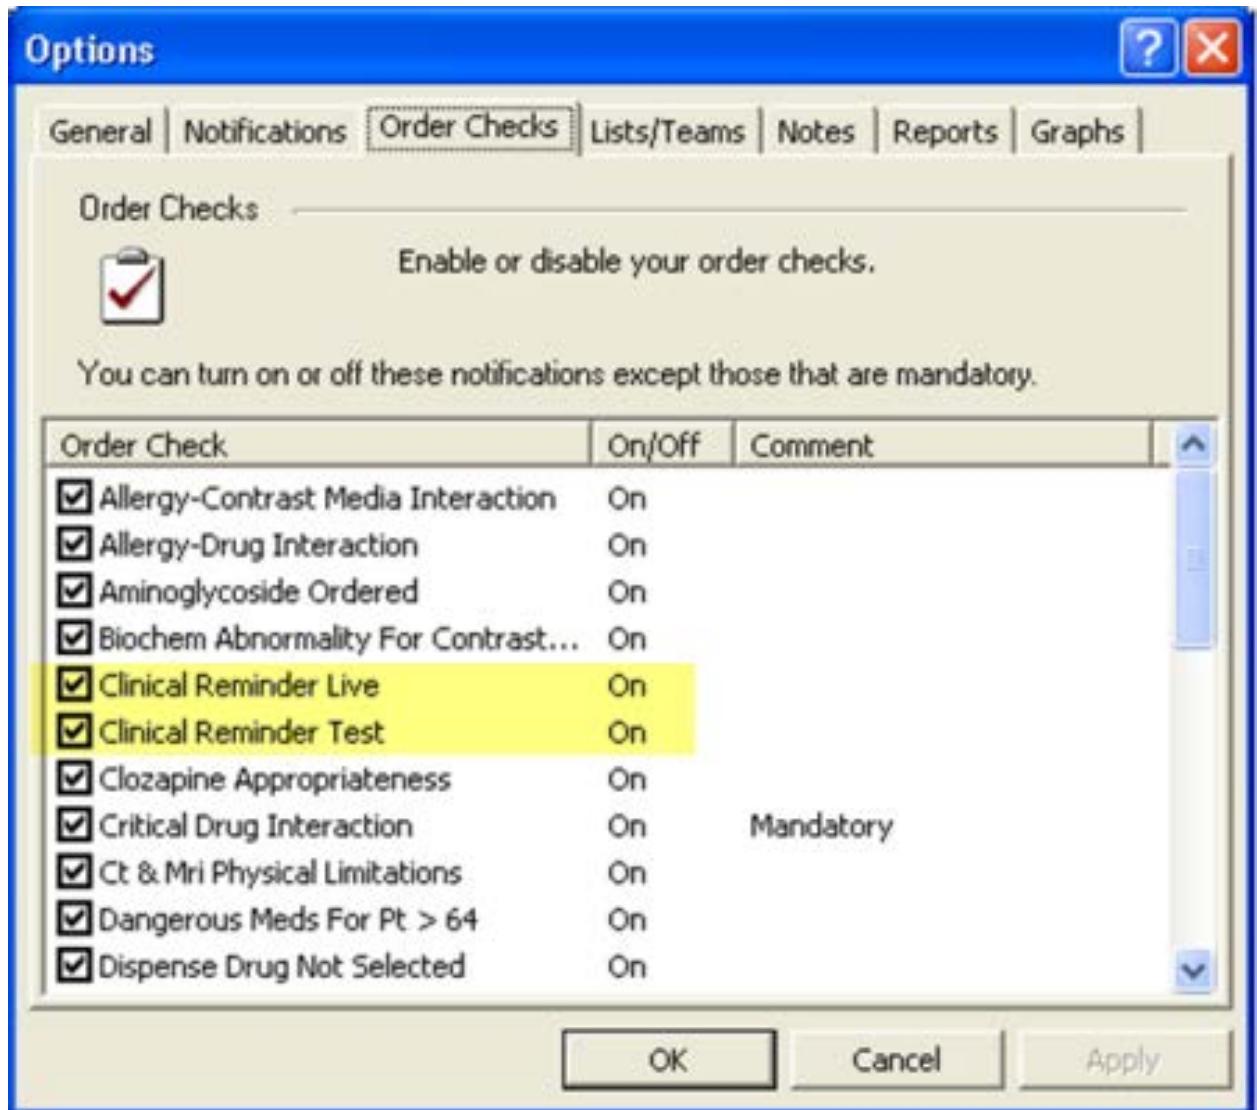 Options
General Notifications Order Checks Lists/Teams Notes Reports Graphs
Order Checks
Enable or disable your order checks.
You can turn on or off these notifications except those that are mandatory.
Order Check On/Off Comment
Allergy-Contrast Media Interaction On
Allergy-Drug Interaction On
Aminoglycoside Ordered On
Biochem Abnormality For Contrast... On
Clinical Reminder Live On
Clinical Reminder Test On
Clozapine Appropriateness On
Critical Drug Interaction On Mandatory
Ct & Mri Physical Limitations On
Dangerous Meds For Pt > 64 On
Dispense Drug Not Selected On
OK Cancel Apply